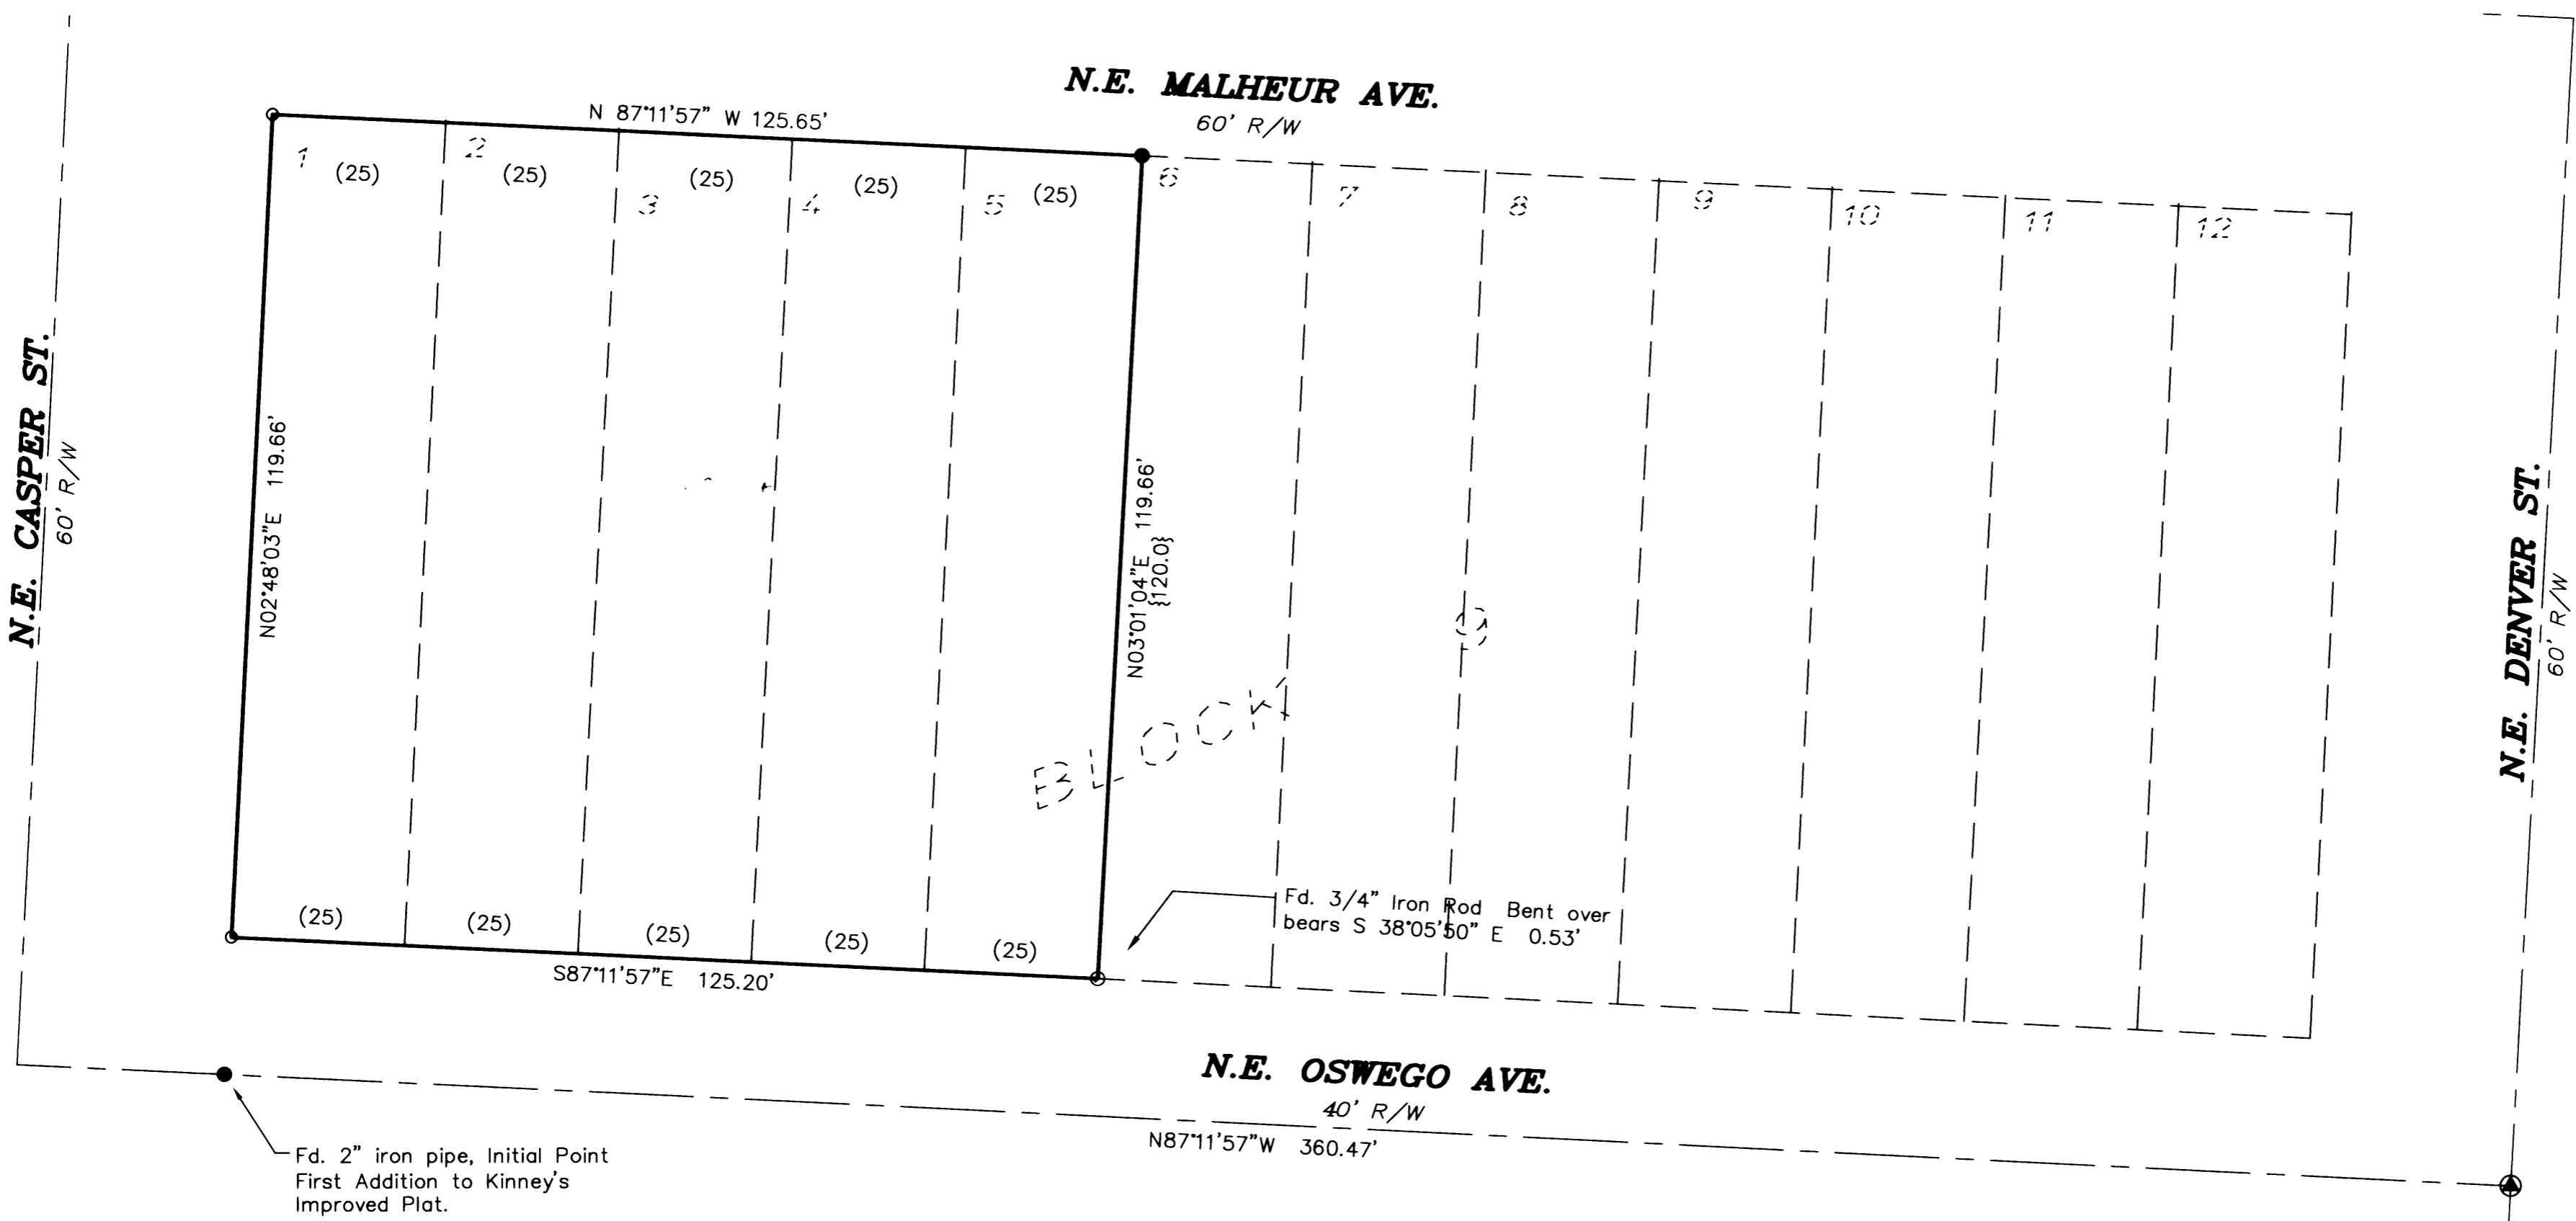 N.E. MALHEUR AVE.
60' R/W
N 87°11'57" W 125.65'
1
2
3
4
5
6
7
8
9
10
11
12
(25)
(25)
(25)
(25)
(25)
N.E. CASPER ST.
60' R/W
N02°48'03"E 119.66'
N03°01'04"E 119.66'
{120.0}
N.E. DENVER ST.
60' R/W
BLOCK
9
Fd. 3/4" Iron Rod Bent over
bears S 38°05'50" E 0.53'
(25)
(25)
(25)
(25)
(25)
S87°11'57"E 125.20'
N.E. OSWEGO AVE.
40' R/W
N87°11'57"W 360.47'
Fd. 2" iron pipe, Initial Point
First Addition to Kinney's
Improved Plat.